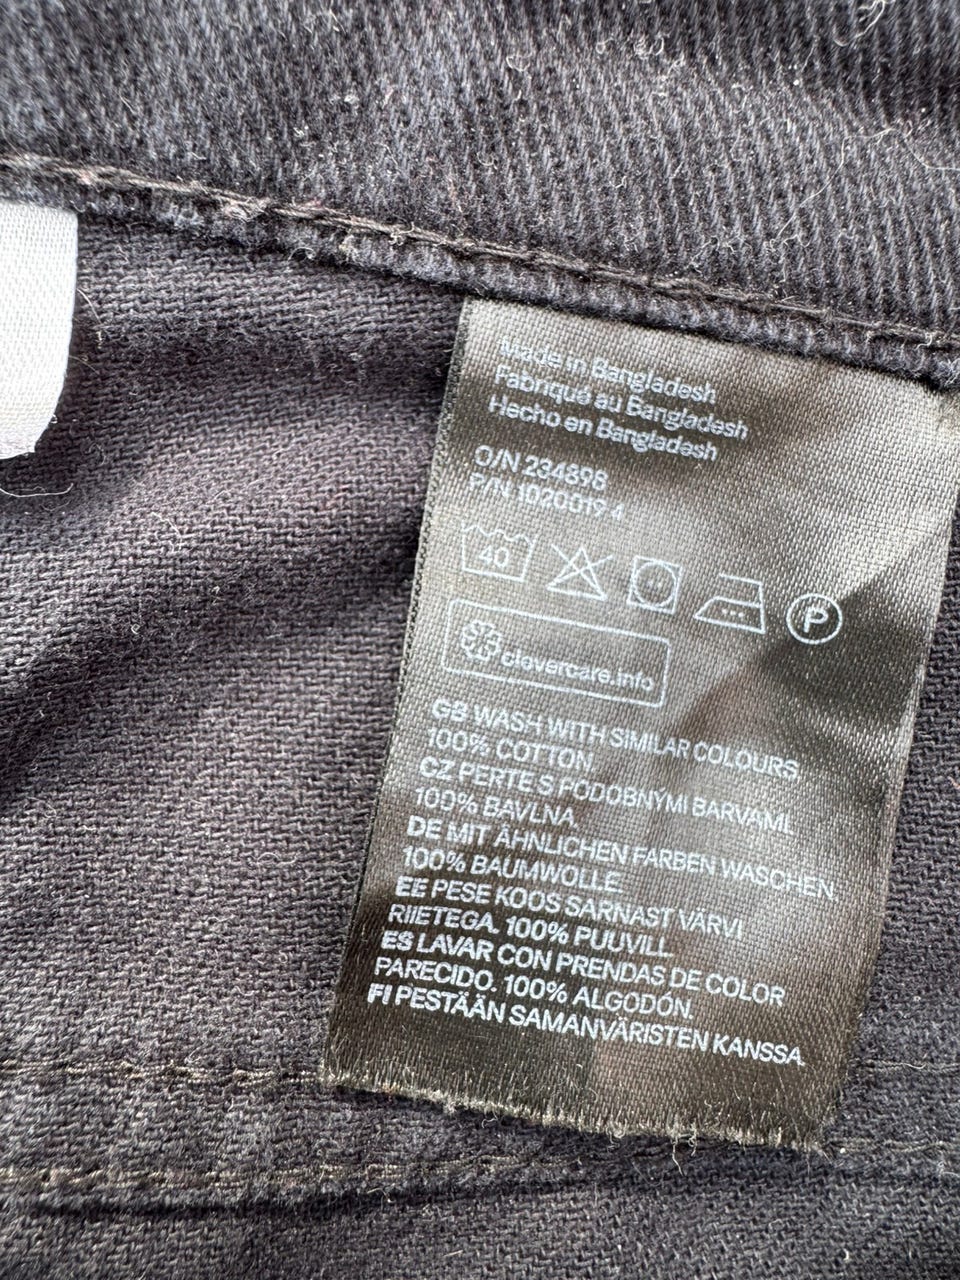 Made in Bangladesh
Fabriqué au Bangladesh
Hecho en Bangladesh
O/N 234898
P/N 1020019.4
40
P
clevercare.info
GB WASH WITH SIMILAR COLOURS.
100% COTTON.
CZ PERTE S PODOBNÝMI BARVAMI.
100% BAVLNA.
DE MIT ÄHNLICHEN FARBEN WASCHEN.
100% BAUMWOLLE.
EE PESE KOOS SARNAST VÄRVI
RIIETEGA. 100% PUUVILL.
ES LAVAR CON PRENDAS DE COLOR
PARECIDO. 100% ALGODÓN.
FI PESTÄÄN SAMANVÄRISTEN KANSSA.